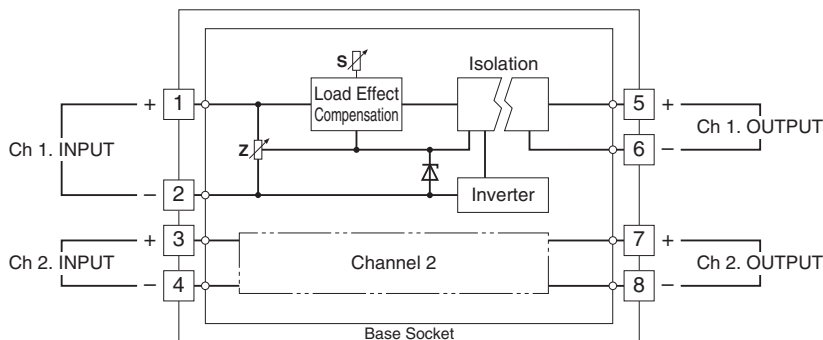 S
Isolation
Load Effect
Compensation
+ 1
5 +
Ch 1. INPUT
Z
6 −
Ch 1. OUTPUT
− 2
Inverter
+ 3
7 +
Ch 2. INPUT
Channel 2
Ch 2. OUTPUT
− 4
8 −
Base Socket